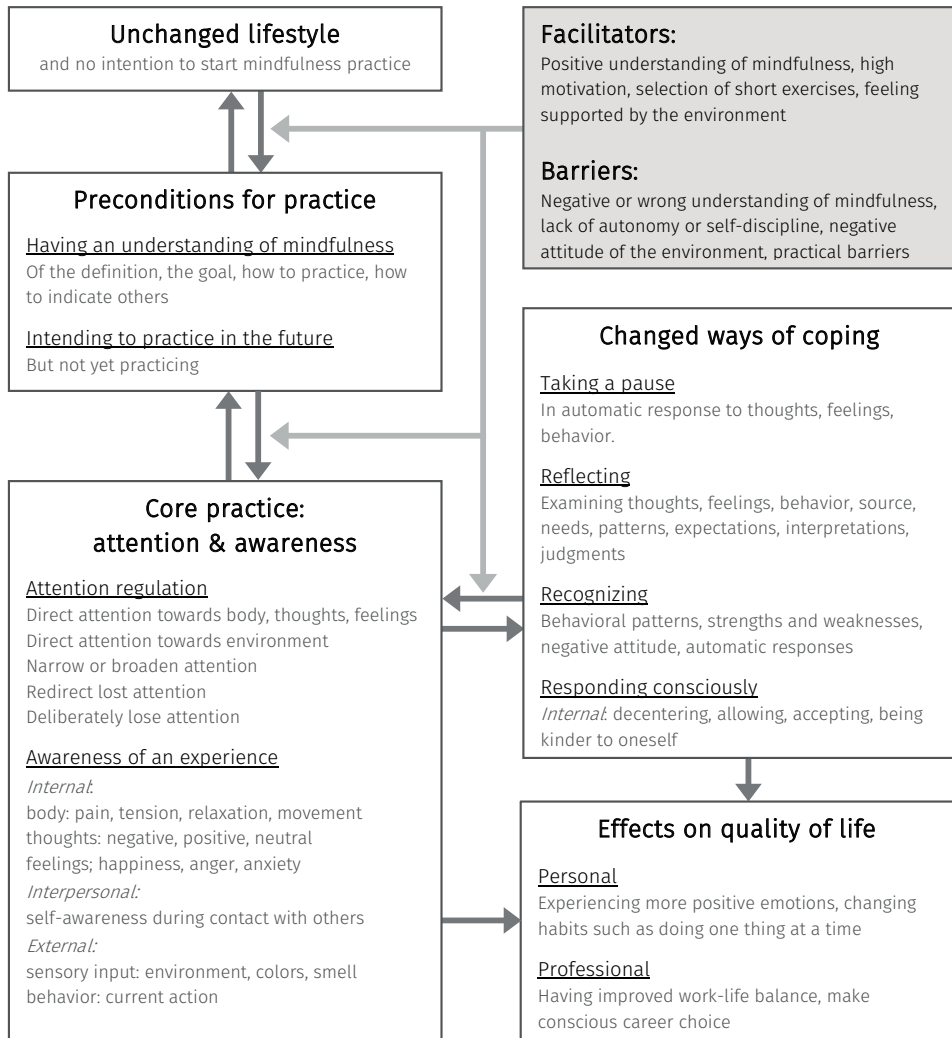 Unchanged lifestyle
and no intention to start mindfulness practice
Facilitators:
Positive understanding of mindfulness, high
motivation, selection of short exercises, feeling
supported by the environment
Barriers:
Negative or wrong understanding of mindfulness,
lack of autonomy or self-discipline, negative
attitude of the environment, practical barriers
Preconditions for practice
Having an understanding of mindfulness
Of the definition, the goal, how to practice, how
to indicate others
Intending to practice in the future
But not yet practicing
Changed ways of coping
Taking a pause
In automatic response to thoughts, feelings,
behavior.
Reflecting
Examining thoughts, feelings, behavior, source,
needs, patterns, expectations, interpretations,
judgments
Recognizing
Behavioral patterns, strengths and weaknesses,
negative attitude, automatic responses
Responding consciously
Internal: decentering, allowing, accepting, being
kinder to oneself
Core practice:
attention & awareness
Attention regulation
Direct attention towards body, thoughts, feelings
Direct attention towards environment
Narrow or broaden attention
Redirect lost attention
Deliberately lose attention
Awareness of an experience
Internal:
body: pain, tension, relaxation, movement
thoughts: negative, positive, neutral
feelings; happiness, anger, anxiety
Interpersonal:
self-awareness during contact with others
External:
sensory input: environment, colors, smell
behavior: current action
Effects on quality of life
Personal
Experiencing more positive emotions, changing
habits such as doing one thing at a time
Professional
Having improved work-life balance, make
conscious career choice